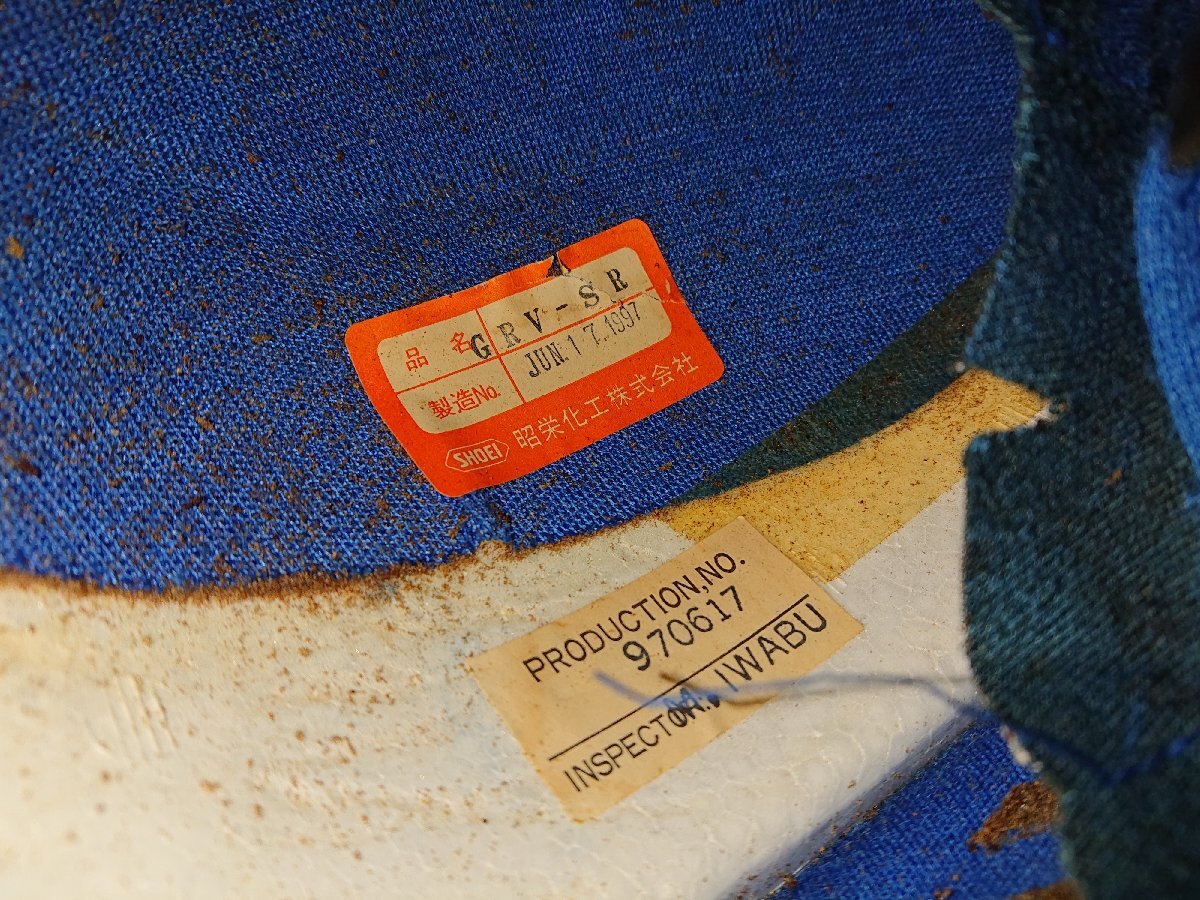 品名 GRV-SR
製造No. JUN.17.1997
SHOEI 昭栄化工株式会社
PRODUCTION,NO.
970617
INSPECTOR. IWABU